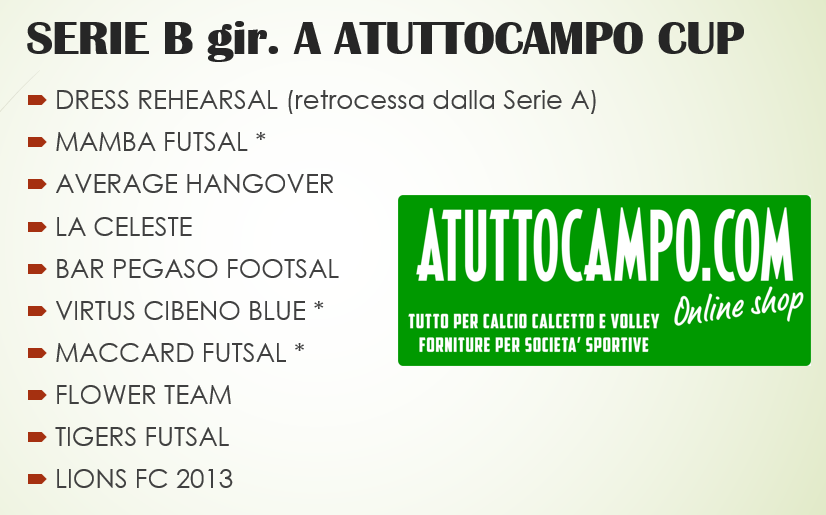 SERIE B gir. A ATUTTOCAMPO CUP
DRESS REHEARSAL (retrocessa dalla Serie A)
MAMBA FUTSAL *
AVERAGE HANGOVER
LA CELESTE
BAR PEGASO FOOTSAL
VIRTUS CIBENO BLUE *
MACCARD FUTSAL *
FLOWER TEAM
TIGERS FUTSAL
LIONS FC 2013
ATUTTOCAMPO.COM
Online shop
TUTTO PER CALCIO CALCETTO E VOLLEY
FORNITURE PER SOCIETA' SPORTIVE